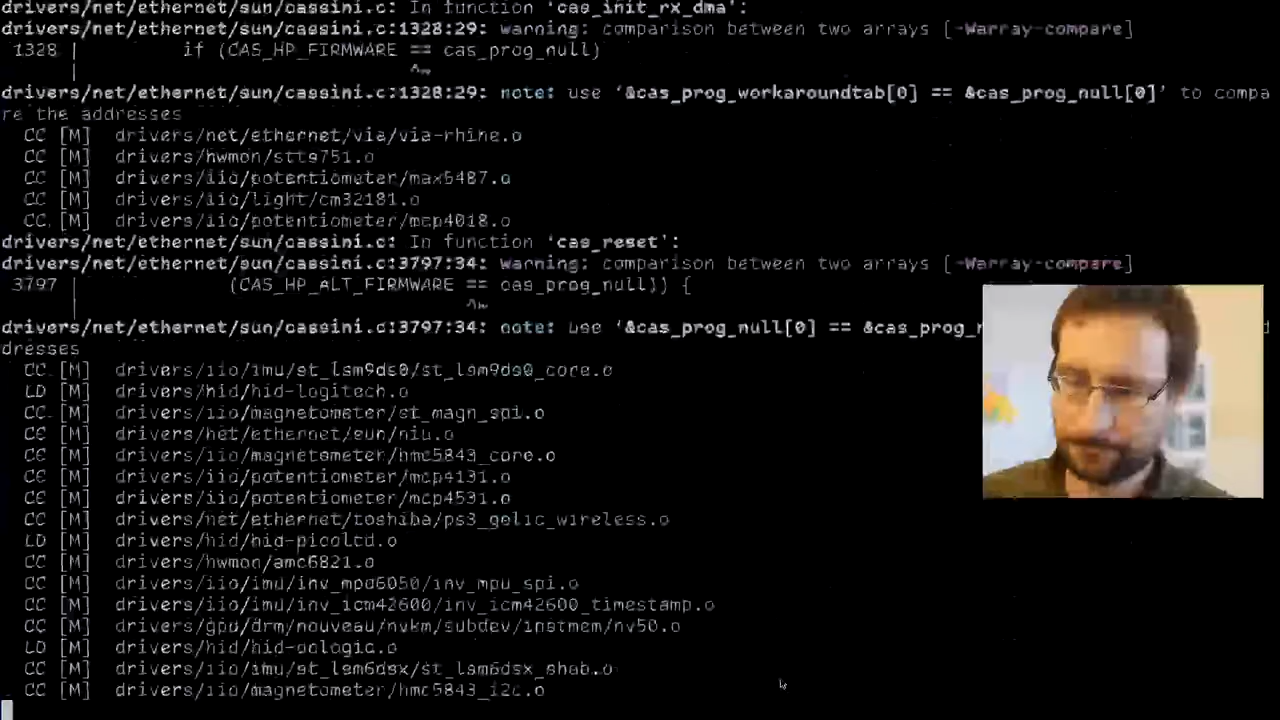 drivers/net/ethernet/sun/cassini.c: In function 'cas_init_rx_dma':
drivers/net/ethernet/sun/cassini.c:1328:29: warning: comparison between two arrays [-Warray-compare]
1328 | if (CAS_HP_FIRMWARE == cas_prog_null)
| ^~
drivers/net/ethernet/sun/cassini.c:1328:29: note: use '&cas_prog_workaroundtab[0] == &cas_prog_null[0]' to compa
re the addresses
CC [M] drivers/net/ethernet/via/via-rhine.o
CC [M] drivers/hwmon/stts751.o
CC [M] drivers/iio/potentiometer/max5487.o
CC [M] drivers/iio/light/cm32181.o
CC [M] drivers/iio/potentiometer/mcp4018.o
drivers/net/ethernet/sun/cassini.c: In function 'cas_reset':
drivers/net/ethernet/sun/cassini.c:3797:34: warning: comparison between two arrays [-Warray-compare]
3797 | (CAS_HP_ALT_FIRMWARE == cas_prog_null)) {
| ^~
drivers/net/ethernet/sun/cassini.c:3797:34: note: use '&cas_prog_null[0] == &cas_prog_ d
dresses
CC [M] drivers/iio/imu/st_lsm9ds0/st_lsm9ds0_core.o
LD [M] drivers/hid/hid-logitech.o
CC [M] drivers/iio/magnetometer/st_magn_spi.o
CC [M] drivers/net/ethernet/sun/niu.o
CC [M] drivers/iio/magnetometer/hmc5843_core.o
CC [M] drivers/iio/potentiometer/mcp4131.o
CC [M] drivers/iio/potentiometer/mcp4531.o
CC [M] drivers/net/ethernet/toshiba/ps3_gelic_wireless.o
LD [M] drivers/hid/hid-picolcd.o
CC [M] drivers/hwmon/amc6821.o
CC [M] drivers/iio/imu/inv_mpu6050/inv_mpu_spi.o
CC [M] drivers/iio/imu/inv_icm42600/inv_icm42600_timestamp.o
CC [M] drivers/gpu/drm/nouveau/nvkm/subdev/instmem/nv50.o
LD [M]
CC [M] drivers/iio/imu/st_lsm6dsx/st_lsm6dsx_shub.o
CC [M] drivers/iio/magnetometer/hmc5843_i2c.o